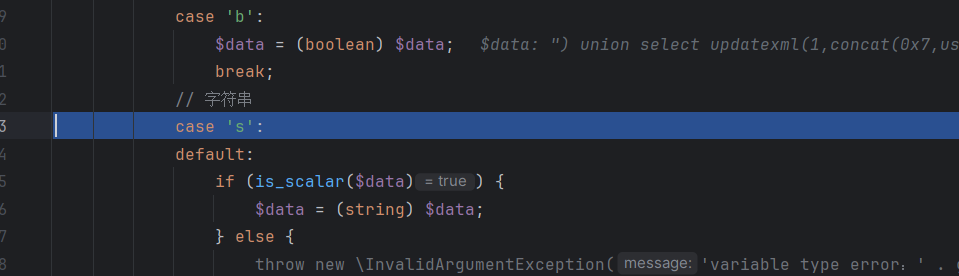 9 case 'b':
0 $data = (boolean) $data; $data: ") union select updatexml(1,concat(0x7,us
1 break;
2 // 字符串
3 case 's':
4 default:
5 if (is_scalar($data) = true ) {
6 $data = (string) $data;
7 } else {
8 throw new \InvalidArgumentException( message: 'variable type error: ' .